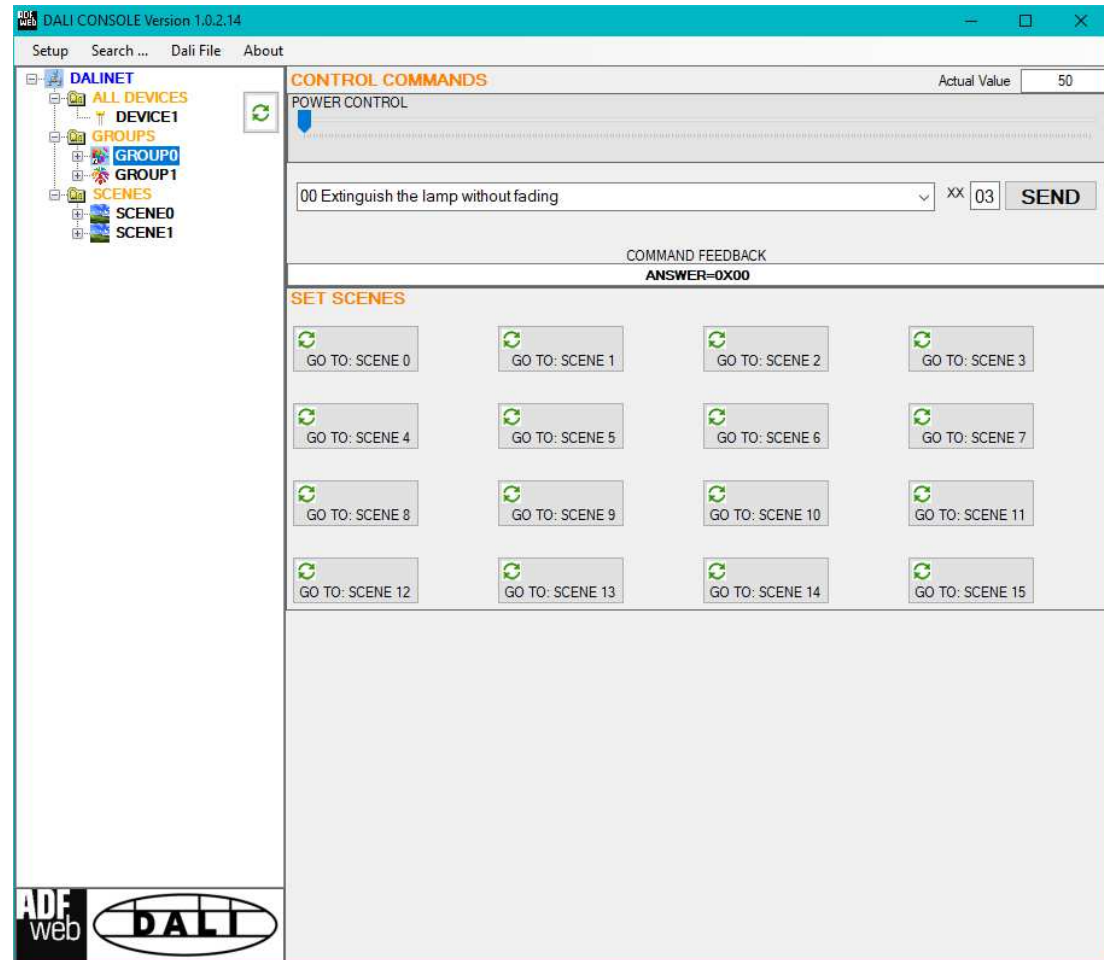 DALI CONSOLE Version 1.0.2.14
Setup Search ... Dali File About
DALINET
ALL DEVICES
DEVICE1
GROUPS
GROUP0
GROUP1
SCENES
SCENE0
SCENE1
CONTROL COMMANDS
Actual Value 50
POWER CONTROL
00 Extinguish the lamp without fading
XX 03 SEND
COMMAND FEEDBACK
ANSWER=0X00
SET SCENES
GO TO: SCENE 0 GO TO: SCENE 1 GO TO: SCENE 2 GO TO: SCENE 3
GO TO: SCENE 4 GO TO: SCENE 5 GO TO: SCENE 6 GO TO: SCENE 7
GO TO: SCENE 8 GO TO: SCENE 9 GO TO: SCENE 10 GO TO: SCENE 11
GO TO: SCENE 12 GO TO: SCENE 13 GO TO: SCENE 14 GO TO: SCENE 15
ADF
web
DALI